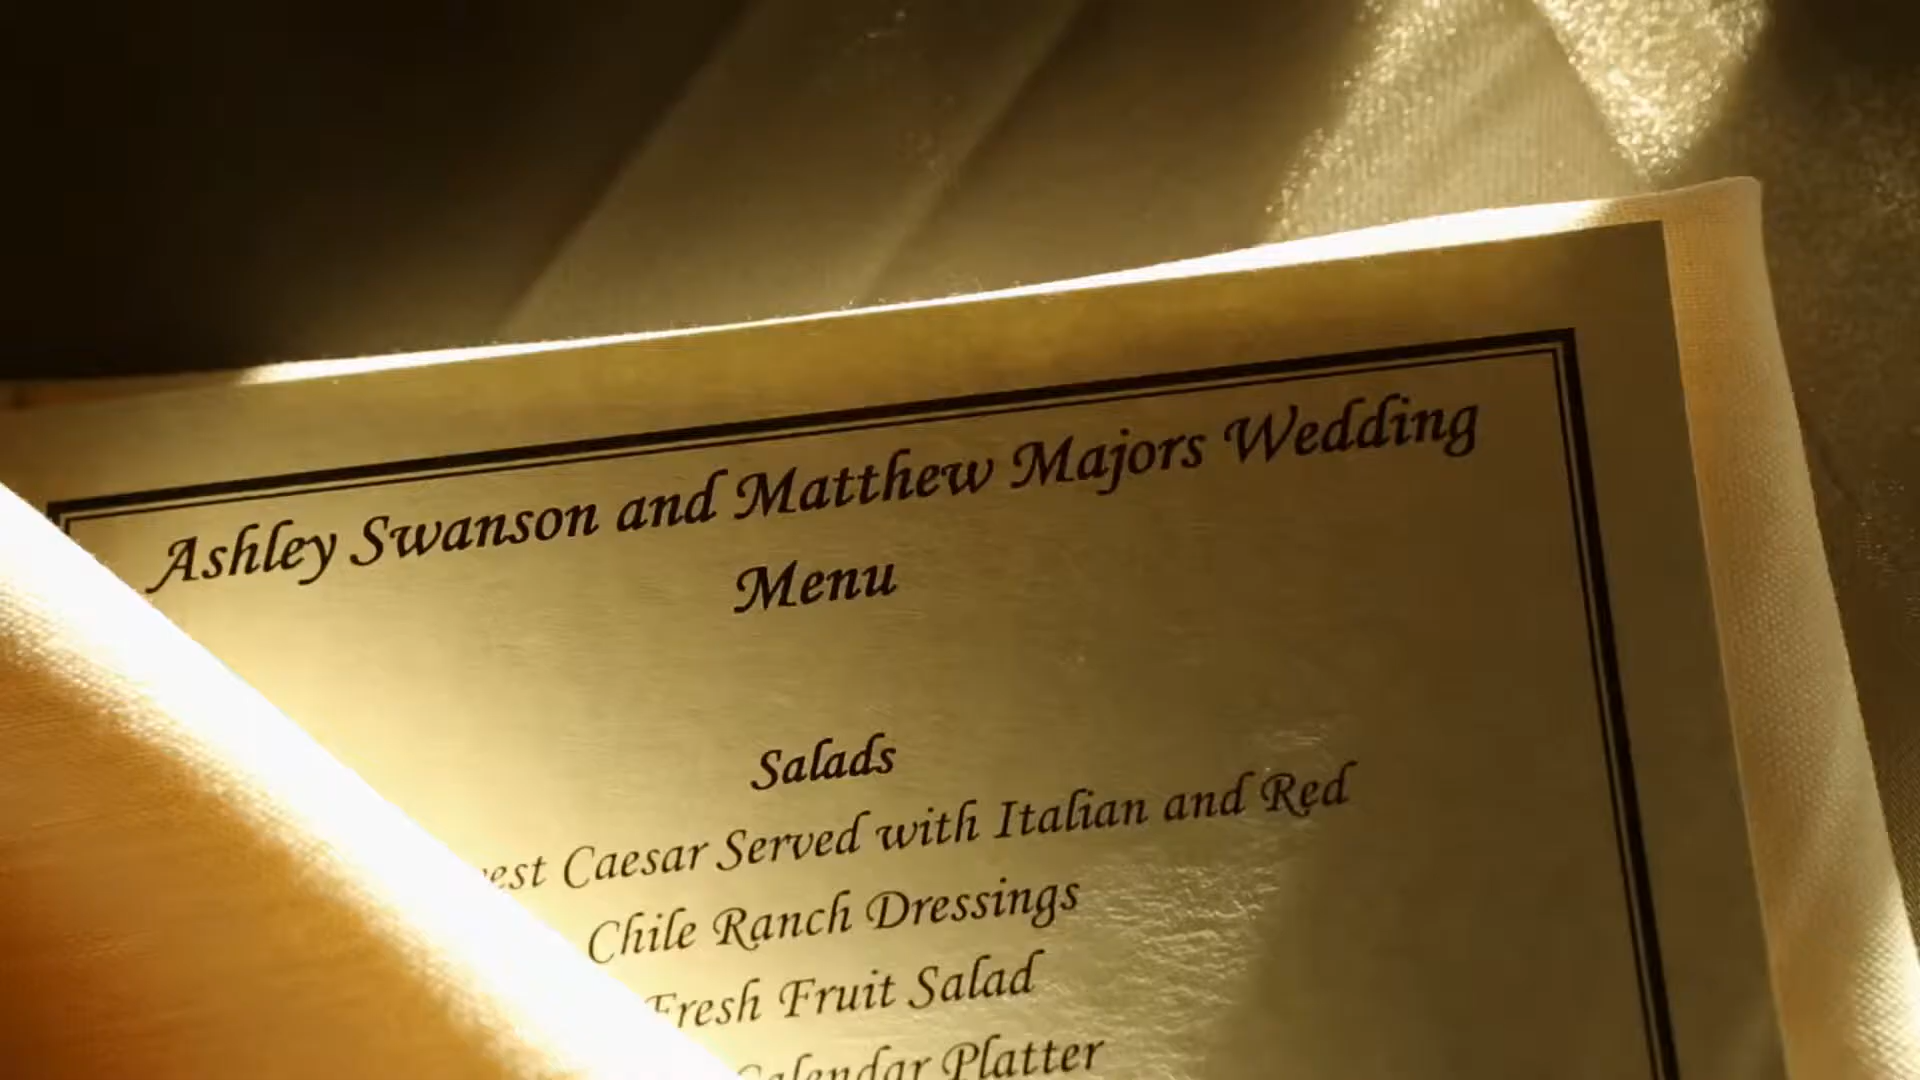 Ashley Swanson and Matthew Majors Wedding
Menu
Salads
Caesar Served with Italian and Red
Chile Ranch Dressings
Fresh Fruit Salad
Platter